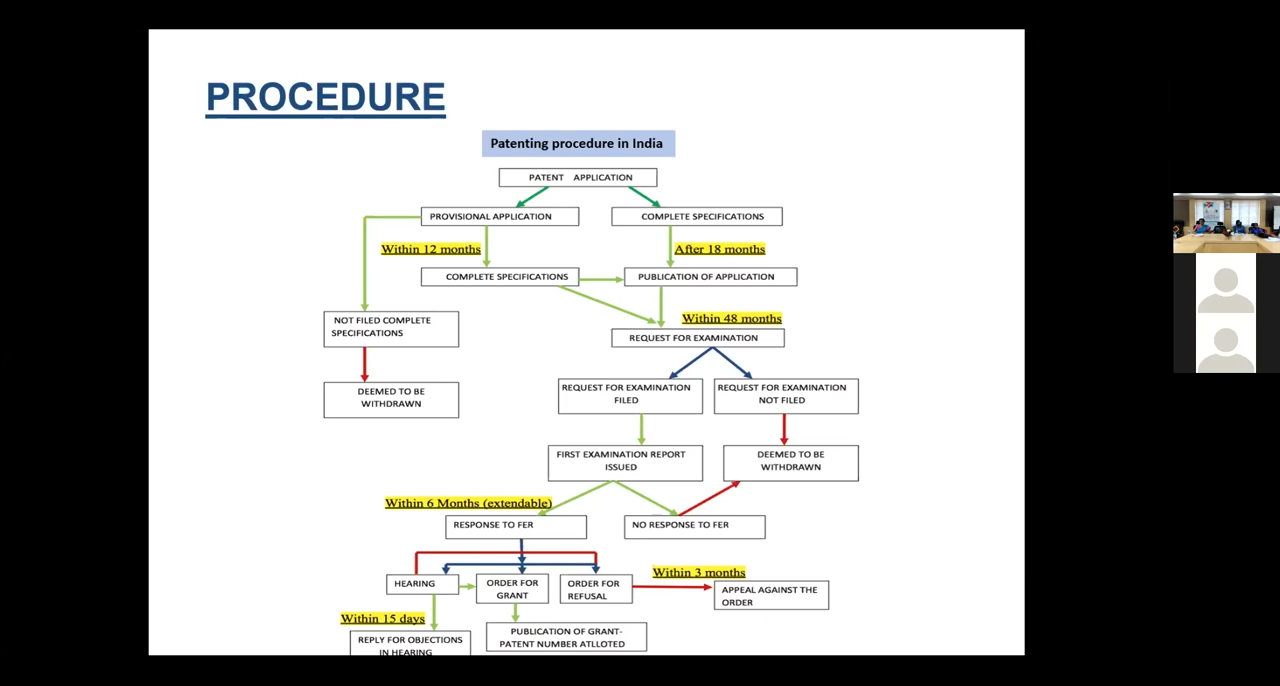 PROCEDURE
Patenting procedure in India
PATENT APPLICATION
PROVISIONAL APPLICATION
COMPLETE SPECIFICATIONS
Within 12 months
After 18 months
COMPLETE SPECIFICATIONS
PUBLICATION OF APPLICATION
NOT FILED COMPLETE
SPECIFICATIONS
Within 48 months
REQUEST FOR EXAMINATION
DEEMED TO BE
WITHDRAWN
REQUEST FOR EXAMINATION
FILED
REQUEST FOR EXAMINATION
NOT FILED
FIRST EXAMINATION REPORT
ISSUED
DEEMED TO BE
WITHDRAWN
Within 6 Months (extendable)
RESPONSE TO FER
NO RESPONSE TO FER
HEARING
ORDER FOR
GRANT
ORDER FOR
REFUSAL
Within 3 months
APPEAL AGAINST THE
ORDER
Within 15 days
REPLY FOR OBJECTIONS
IN HEARING
PUBLICATION OF GRANT-
PATENT NUMBER ATLLOTED